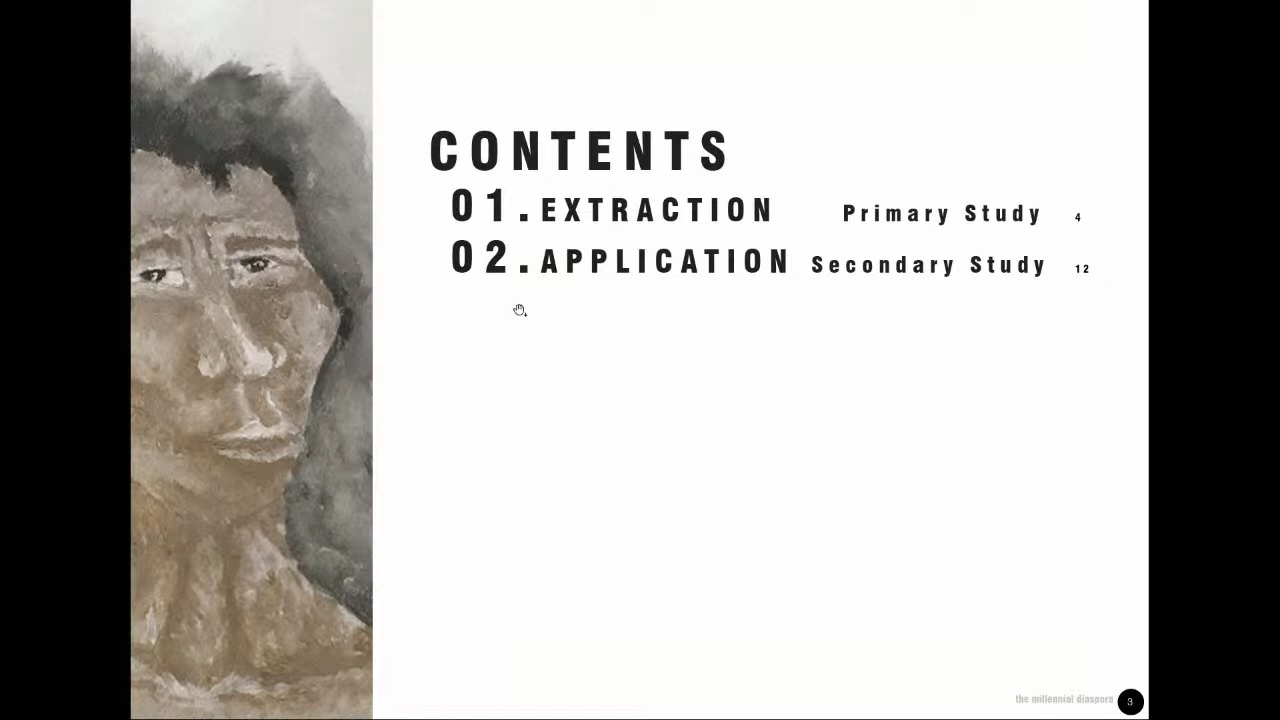 CONTENTS
01. EXTRACTION Primary Study 4
02. APPLICATION Secondary Study 12
the millennial diaspora 3